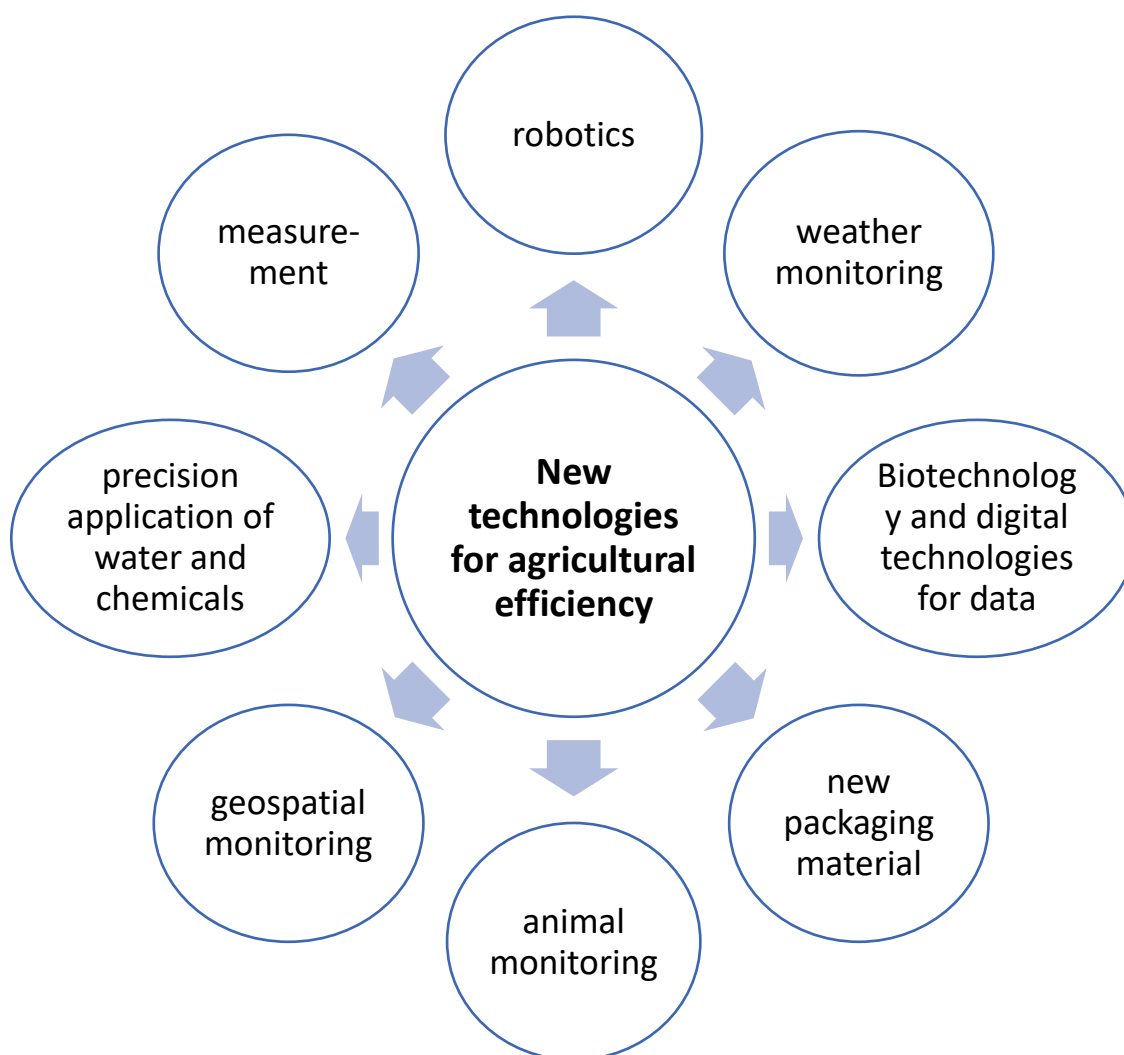 robotics
weather
monitoring
Biotechnolog
y and digital
technologies
for data
new
packaging
material
animal
monitoring
geospatial
monitoring
precision
application of
water and
chemicals
measure-
ment
New
technologies
for agricultural
efficiency